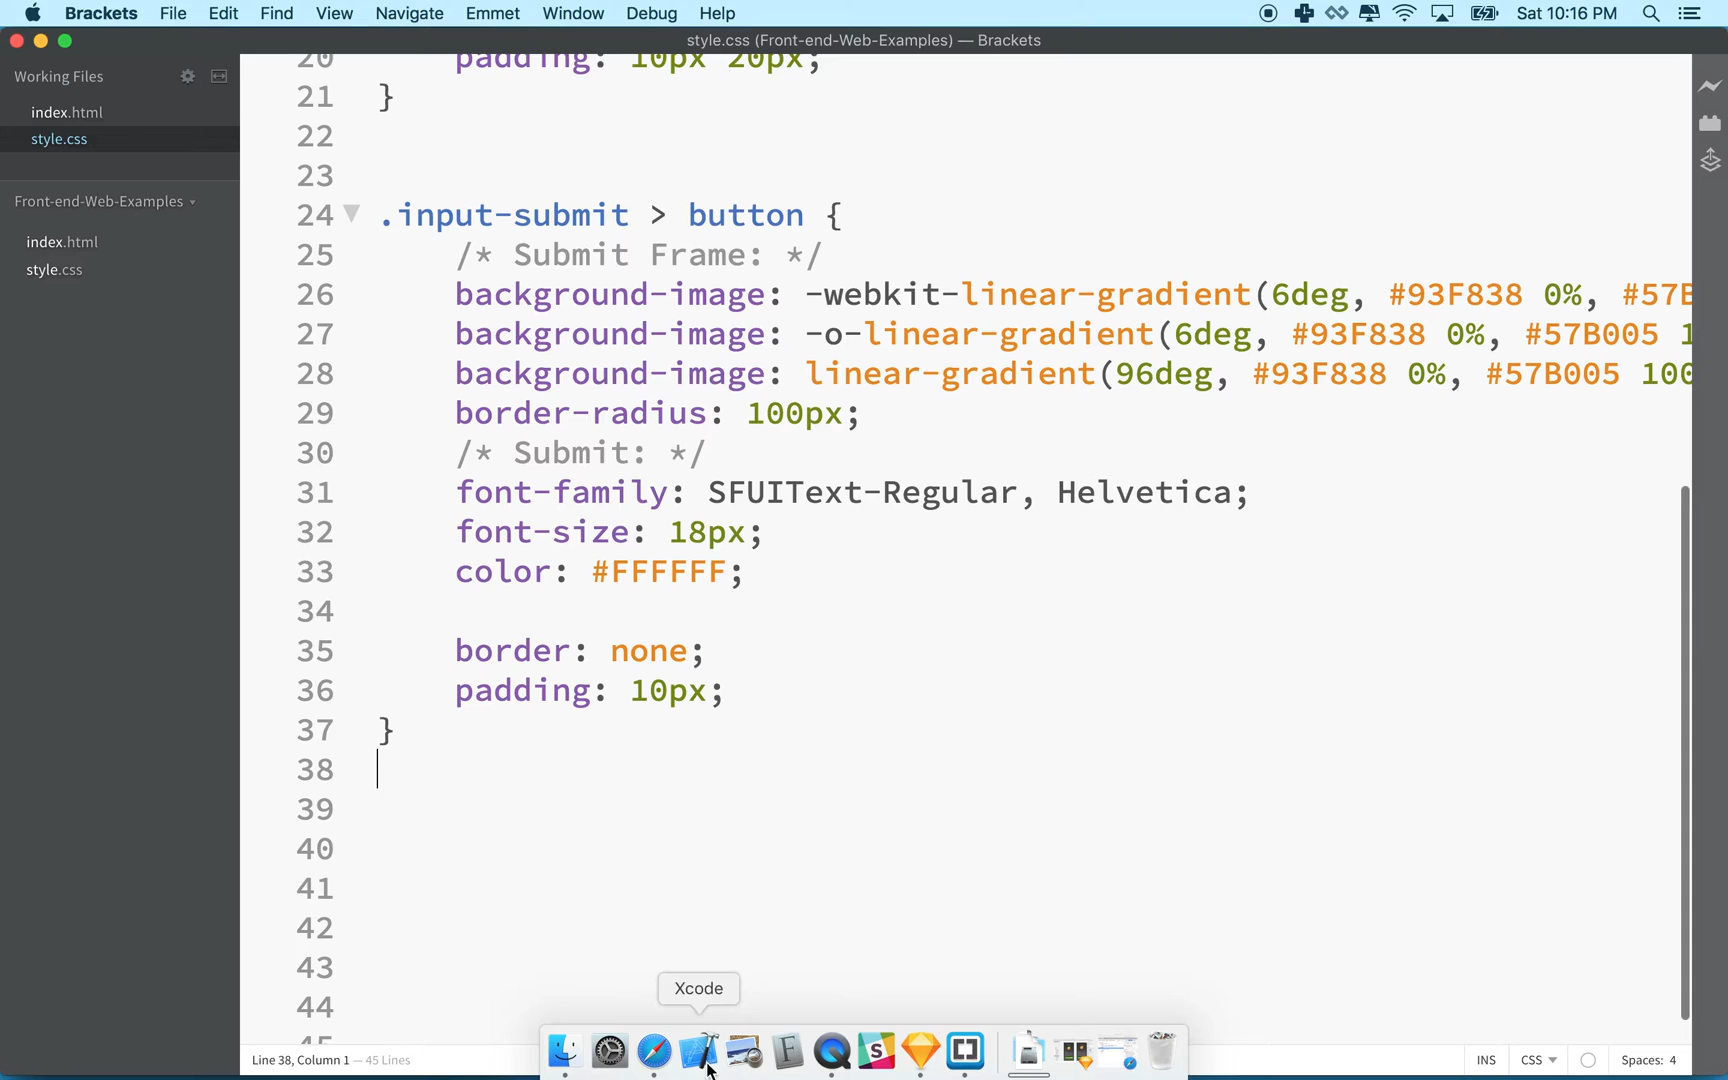 Brackets File Edit Find View Navigate Emmet Window Debug Help Sat 10:16 PM
style.css (Front-end-Web-Examples) — Brackets
Working Files
index.html
style.css
Front-end-Web-Examples
index.html
style.css
20 padding: 10px 20px;
21 }
22
23
24 .input-submit > button {
25 /* Submit Frame: */
26 background-image: -webkit-linear-gradient(6deg, #93F838 0%, #57B
27 background-image: -o-linear-gradient(6deg, #93F838 0%, #57B005 1
28 background-image: linear-gradient(96deg, #93F838 0%, #57B005 100
29 border-radius: 100px;
30 /* Submit: */
31 font-family: SFUIText-Regular, Helvetica;
32 font-size: 18px;
33 color: #FFFFFF;
34
35 border: none;
36 padding: 10px;
37 }
38
39
40
41
42
43
44
45
Xcode
Line 38, Column 1 — 45 Lines INS CSS Spaces: 4